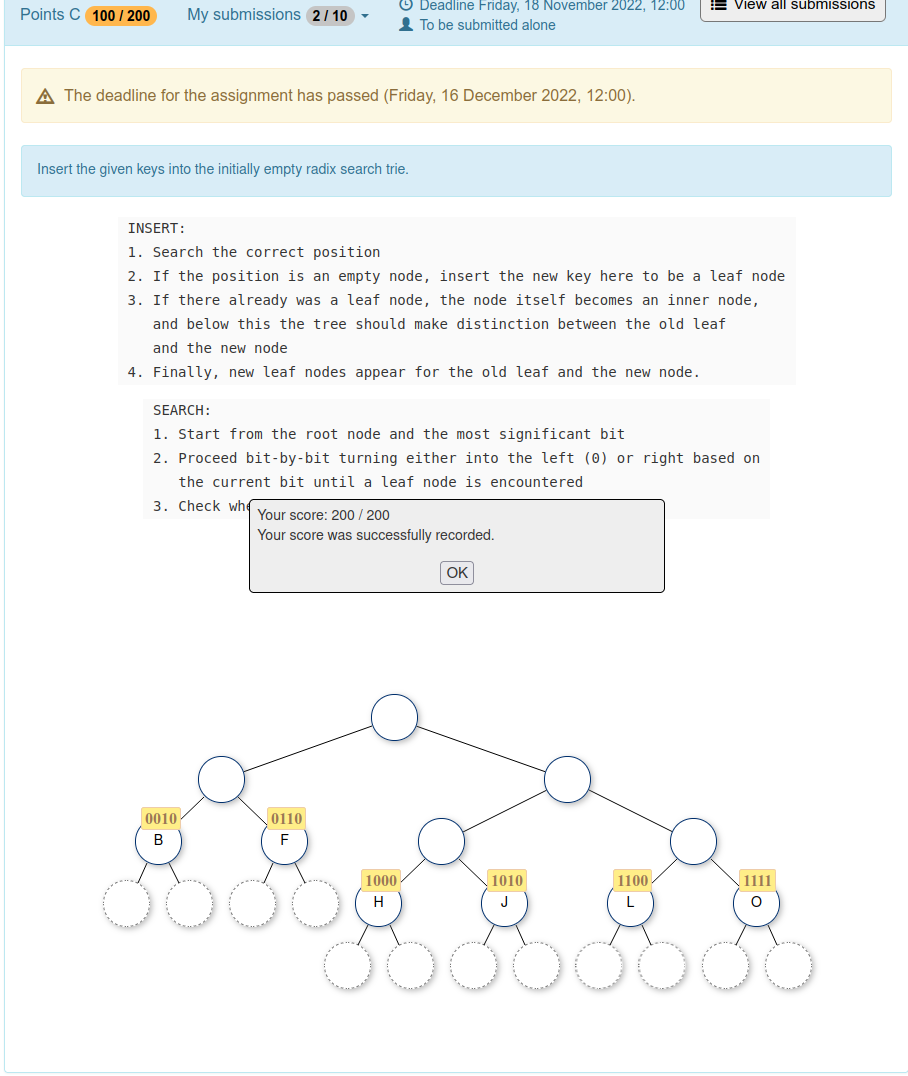 Points C 100 / 200 My submissions 2 / 10 Deadline Friday, 18 November 2022, 12:00 View all submissions
To be submitted alone
The deadline for the assignment has passed (Friday, 16 December 2022, 12:00).
Insert the given keys into the initially empty radix search trie.
INSERT:
1. Search the correct position
2. If the position is an empty node, insert the new key here to be a leaf node
3. If there already was a leaf node, the node itself becomes an inner node,
and below this the tree should make distinction between the old leaf
and the new node
4. Finally, new leaf nodes appear for the old leaf and the new node.
SEARCH:
1. Start from the root node and the most significant bit
2. Proceed bit-by-bit turning either into the left (0) or right based on
the current bit until a leaf node is encountered
3. Check whe
Your score: 200 / 200
Your score was successfully recorded.
OK
0010 0110
B F
1000 1010 1100 1111
H J L O